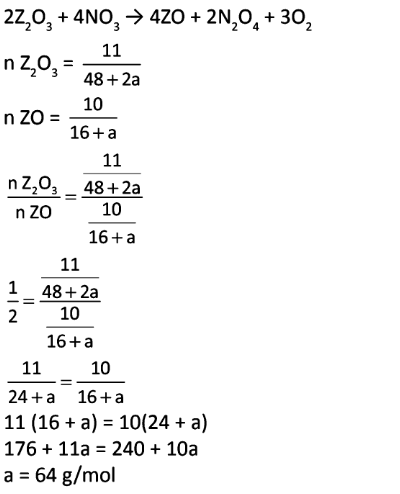 2Z₂O₃ + 4NO₃ → 4ZO + 2N₂O₄ + 3O₂
n Z₂O₃ = 11 / 48 + 2a
n ZO = 10 / 16 + a
n Z₂O₃ / n ZO = 11 / 48 + 2a / 10 / 16 + a
1 / 2 = 11 / 48 + 2a / 10 / 16 + a
11 / 24 + a = 10 / 16 + a
11 (16 + a) = 10(24 + a)
176 + 11a = 240 + 10a
a = 64 g/mol